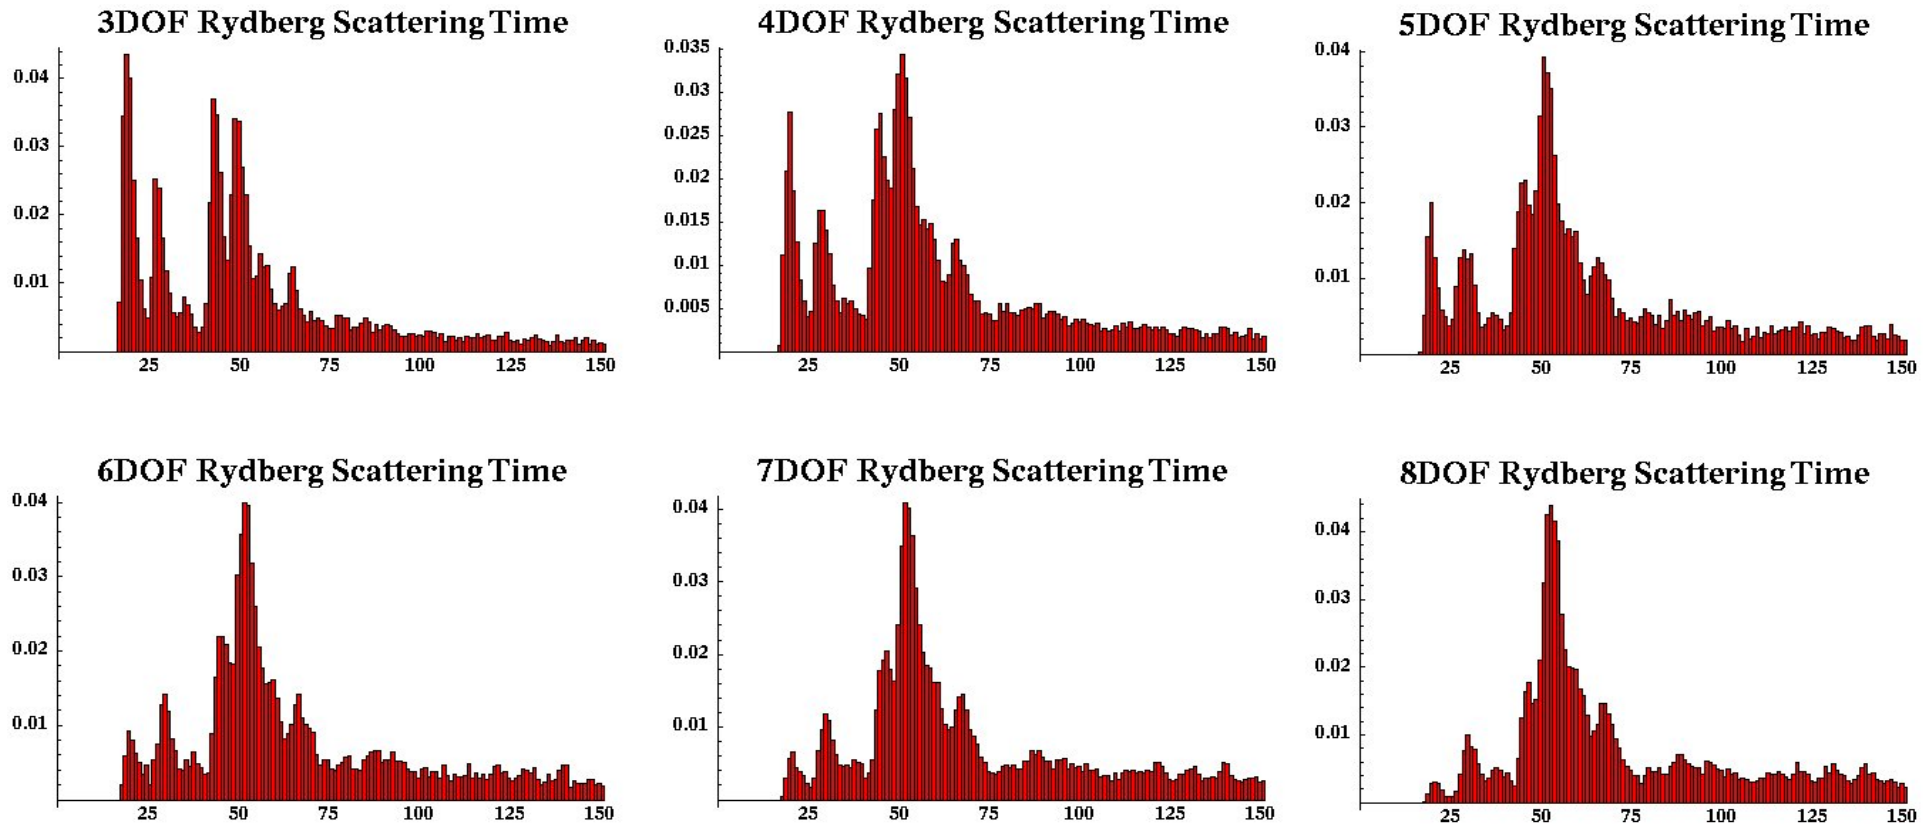 3DOF Rydberg Scattering Time
0.04
0.03
0.02
0.01
25 50 75 100 125 150
4DOF Rydberg Scattering Time
0.035
0.03
0.025
0.02
0.015
0.01
0.005
25 50 75 100 125 150
5DOF Rydberg Scattering Time
0.04
0.03
0.02
0.01
25 50 75 100 125 150
6DOF Rydberg Scattering Time
0.04
0.03
0.02
0.01
25 50 75 100 125 150
7DOF Rydberg Scattering Time
0.04
0.03
0.02
0.01
25 50 75 100 125 150
8DOF Rydberg Scattering Time
0.04
0.03
0.02
0.01
25 50 75 100 125 150